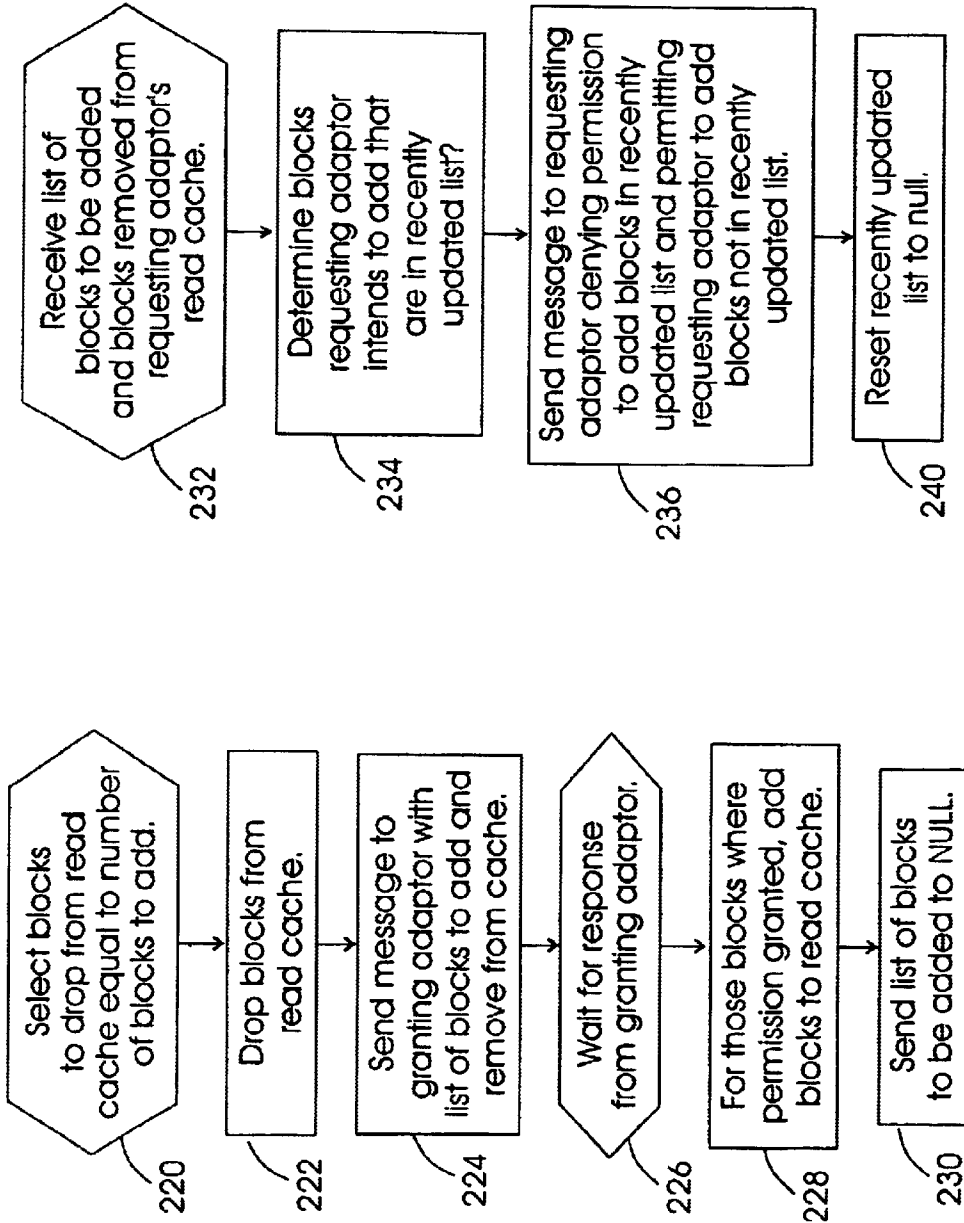 Select blocks
to drop from read
cache equal to number
of blocks to add.
220
Drop blocks from
read cache.
222
Send message to
granting adaptor with
list of blocks to add and
remove from cache.
224
Wait for response
from granting adaptor.
226
For those blocks where
permission granted, add
blocks to read cache.
228
Send list of blocks
to be added to NULL.
230
Receive list of
blocks to be added
and blocks removed from
requesting adaptor's
read cache.
232
Determine blocks
requesting adaptor
intends to add that
are in recently
updated list?
234
Send message to requesting
adaptor denying permission
to add blocks in recently
updated list and permitting
requesting adaptor to add
blocks not in recently
updated list.
236
Reset recently updated
list to null.
240